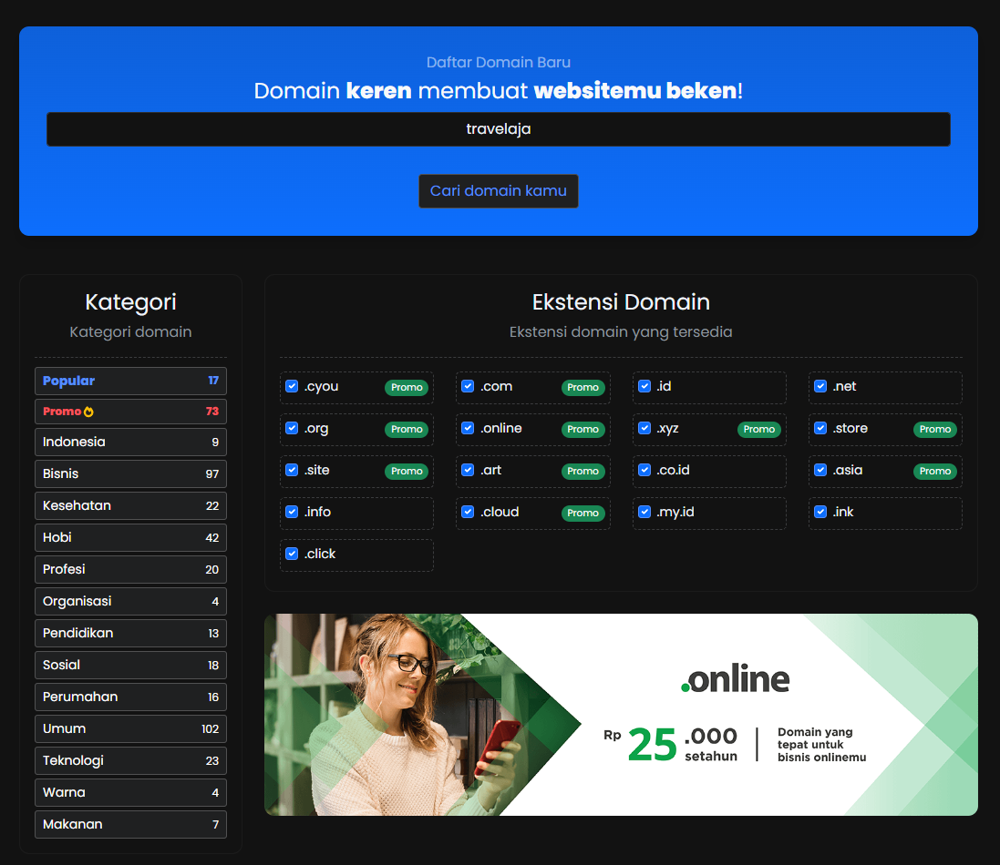 Daftar Domain Baru
Domain keren membuat websitemu beken!
travelaja
Cari domain kamu
Kategori
Kategori domain
Popular 17
Promo 73
Indonesia 9
Bisnis 97
Kesehatan 22
Hobi 42
Profesi 20
Organisasi 4
Pendidikan 13
Sosial 18
Perumahan 16
Umum 102
Teknologi 23
Warna 4
Makanan 7
Ekstensi Domain
Ekstensi domain yang tersedia
.cyou Promo .com Promo .id .net
.org Promo .online Promo .xyz Promo .store Promo
.site Promo .art Promo .co.id .asia Promo
.info .cloud Promo .my.id .ink
.click
.online
Rp 25.000 setahun
Domain yang
tepat untuk
bisnis onlinemu